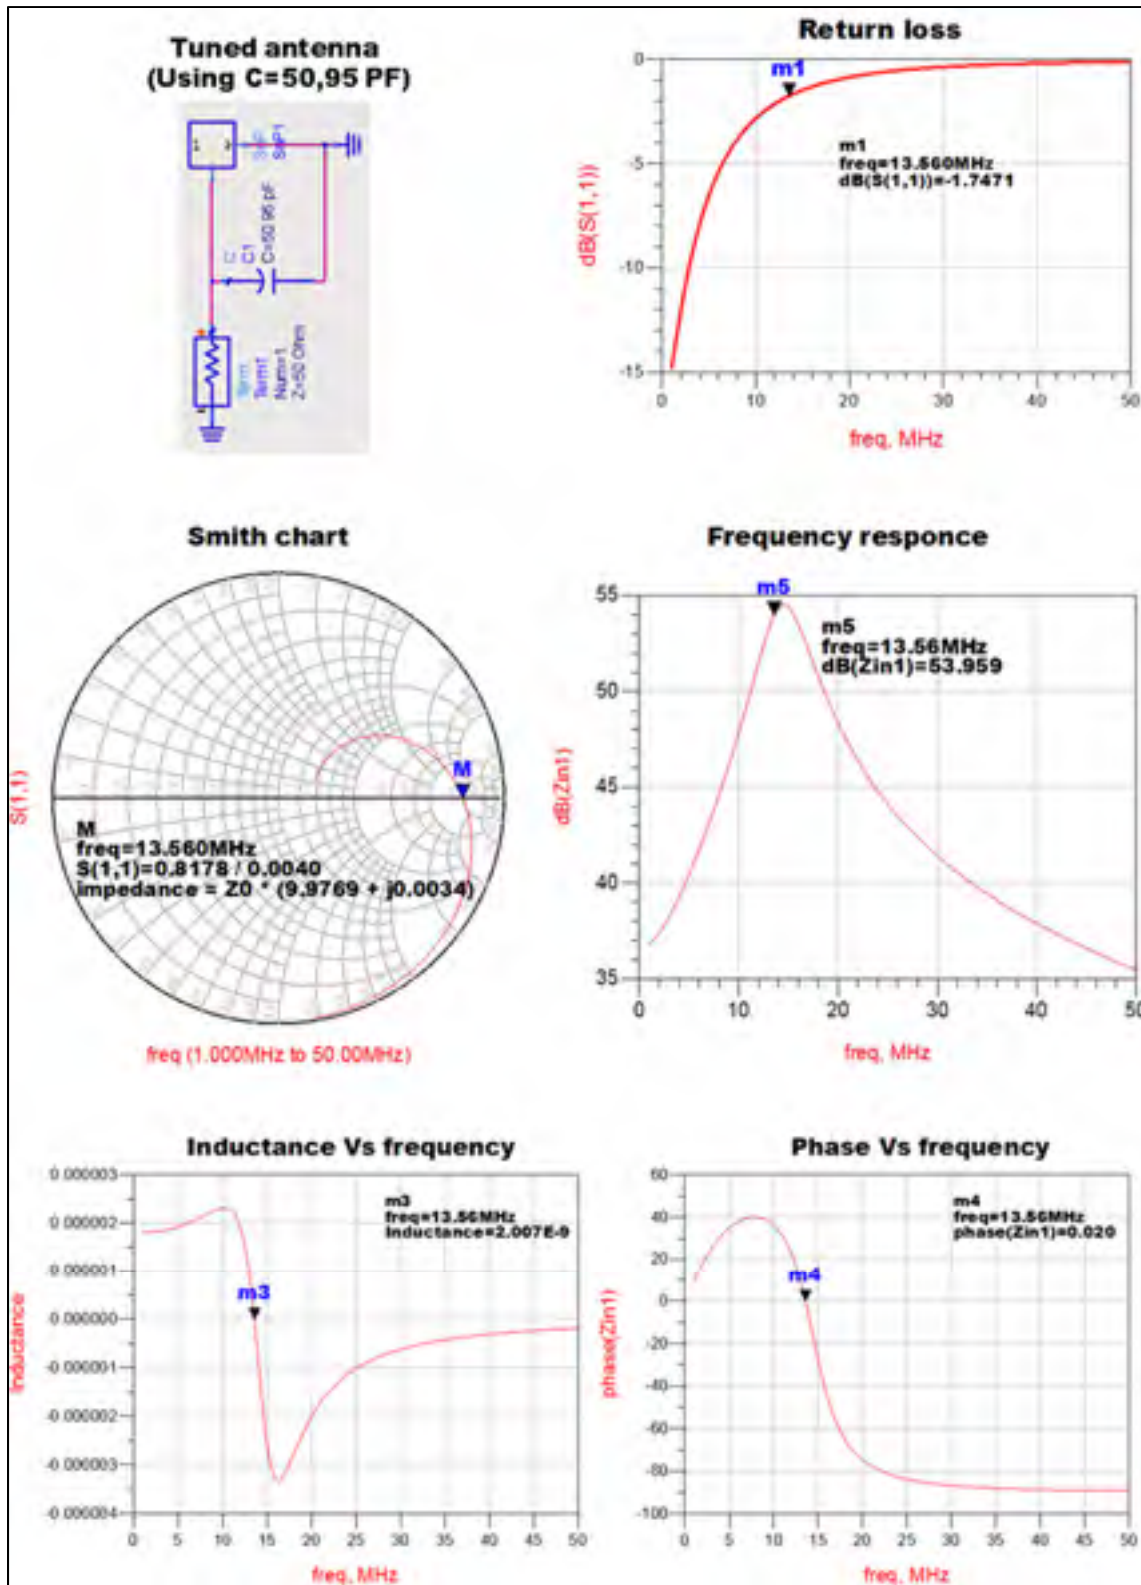 Tuned antenna
(Using C=50,95 PF)
SnP
SnP1
C
C1
C=50.95 pF
Term
Term1
Num=1
Z=50 Ohm
Return loss
m1
m1
freq=13.560MHz
dB(S(1,1))=-1.7471
dB(S(1,1))
0
-5
-10
-15
0 10 20 30 40 50
freq, MHz
Smith chart
M
S(1,1)
M
freq=13.560MHz
S(1,1)=0.8178 / 0.0040
impedance = Z0 * (9.9769 + j0.0034)
freq (1.000MHz to 50.00MHz)
Frequency responce
m5
m5
freq=13.56MHz
dB(Zin1)=53.959
dB(Zin1)
55
50
45
40
35
0 10 20 30 40 50
freq, MHz
Inductance Vs frequency
m3
freq=13.56MHz
Inductance=2.007E-9
m3
Inductance
0.000003
0.000002
0.000001
0.000000
-0.000001
-0.000002
-0.000003
-0.000004
0 5 10 15 20 25 30 35 40 45 50
freq, MHz
Phase Vs frequency
m4
freq=13.56MHz
phase(Zin1)=0.020
m4
phase(Zin1)
60
40
20
0
-20
-40
-60
-80
-100
0 5 10 15 20 25 30 35 40 45 50
freq, MHz